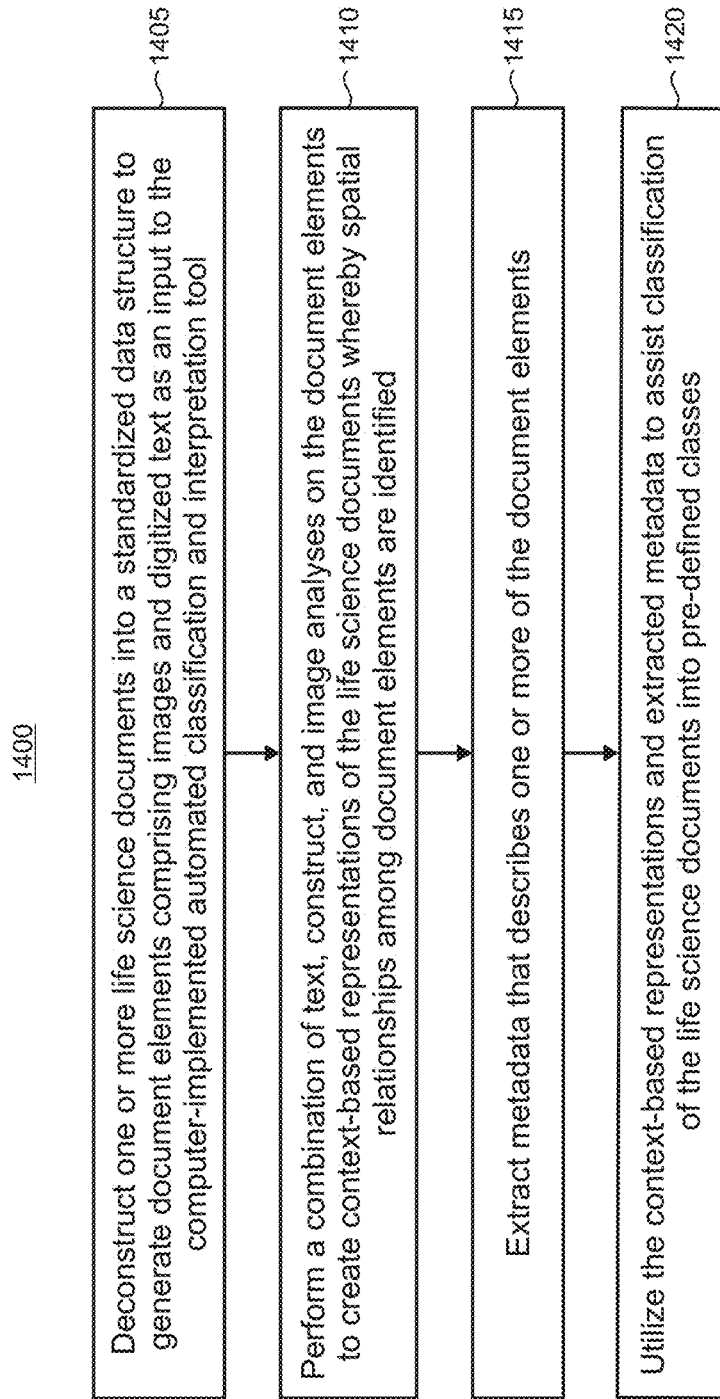 1400
Deconstruct one or more life science documents into a standardized data structure to
generate document elements comprising images and digitized text as an input to the
computer-implemented automated classification and interpretation tool
1405
Perform a combination of text, construct, and image analyses on the document elements
to create context-based representations of the life science documents whereby spatial
relationships among document elements are identified
1410
Extract metadata that describes one or more of the document elements
1415
Utilize the context-based representations and extracted metadata to assist classification
of the life science documents into pre-defined classes
1420